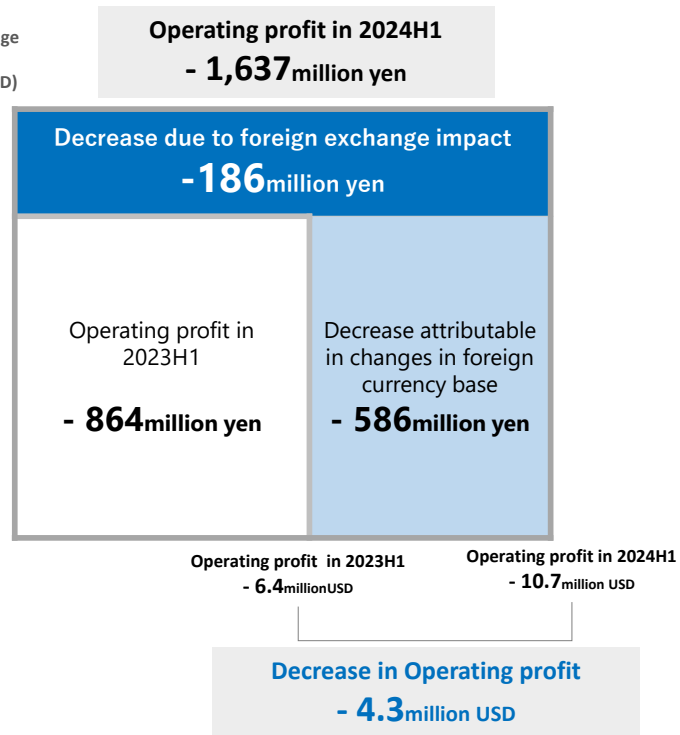 ge
D)
Operating profit in 2024H1
- 1,637million yen
Decrease due to foreign exchange impact
-186million yen
Operating profit in
2023H1
- 864million yen
Decrease attributable
in changes in foreign
currency base
- 586million yen
Operating profit in 2023H1
- 6.4millionUSD
Operating profit in 2024H1
- 10.7million USD
Decrease in Operating profit
- 4.3million USD